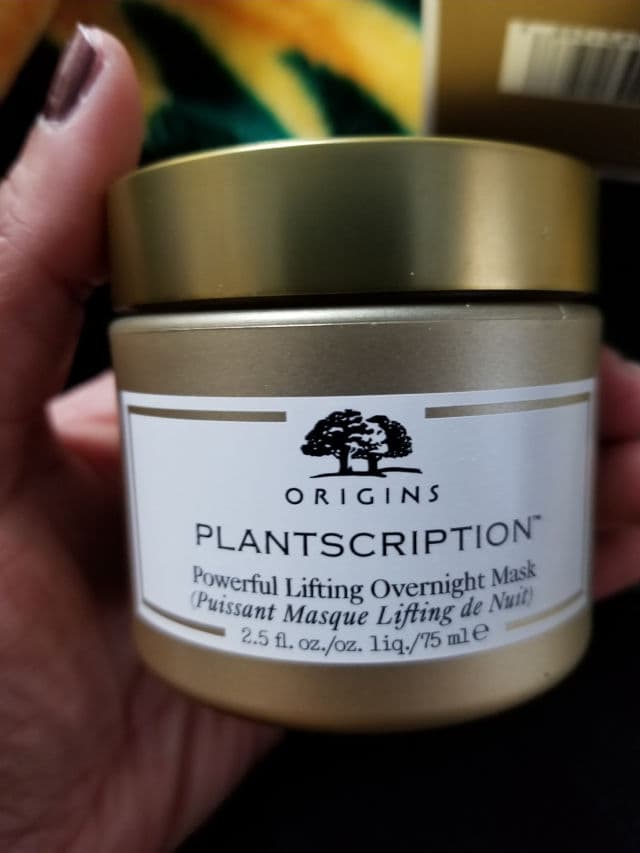 ORIGINS
PLANTSCRIPTION™
Powerful Lifting Overnight Mask
(Puissant Masque Lifting de Nuit)
2.5 fl. oz./oz. liq./75 ml℮